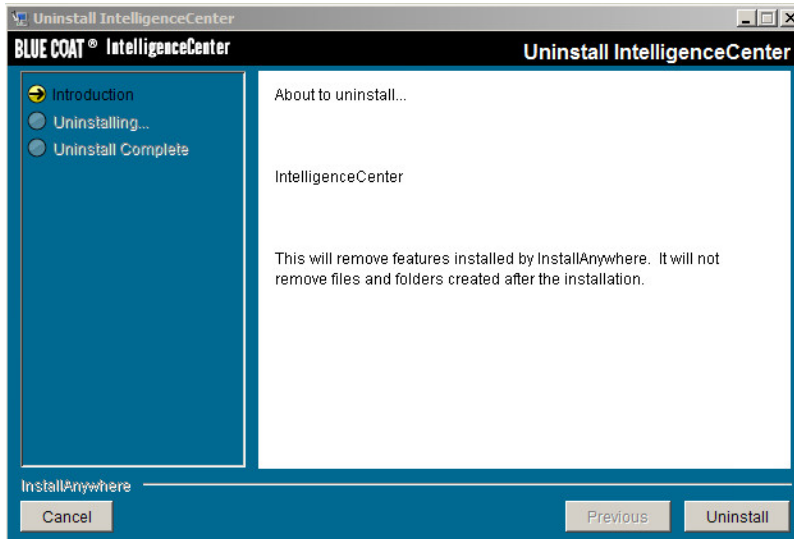 Uninstall IntelligenceCenter
BLUE COAT ® IntelligenceCenter
Uninstall IntelligenceCenter
Introduction
Uninstalling...
Uninstall Complete
About to uninstall...
IntelligenceCenter
This will remove features installed by InstallAnywhere. It will not
remove files and folders created after the installation.
InstallAnywhere
Cancel
Previous
Uninstall